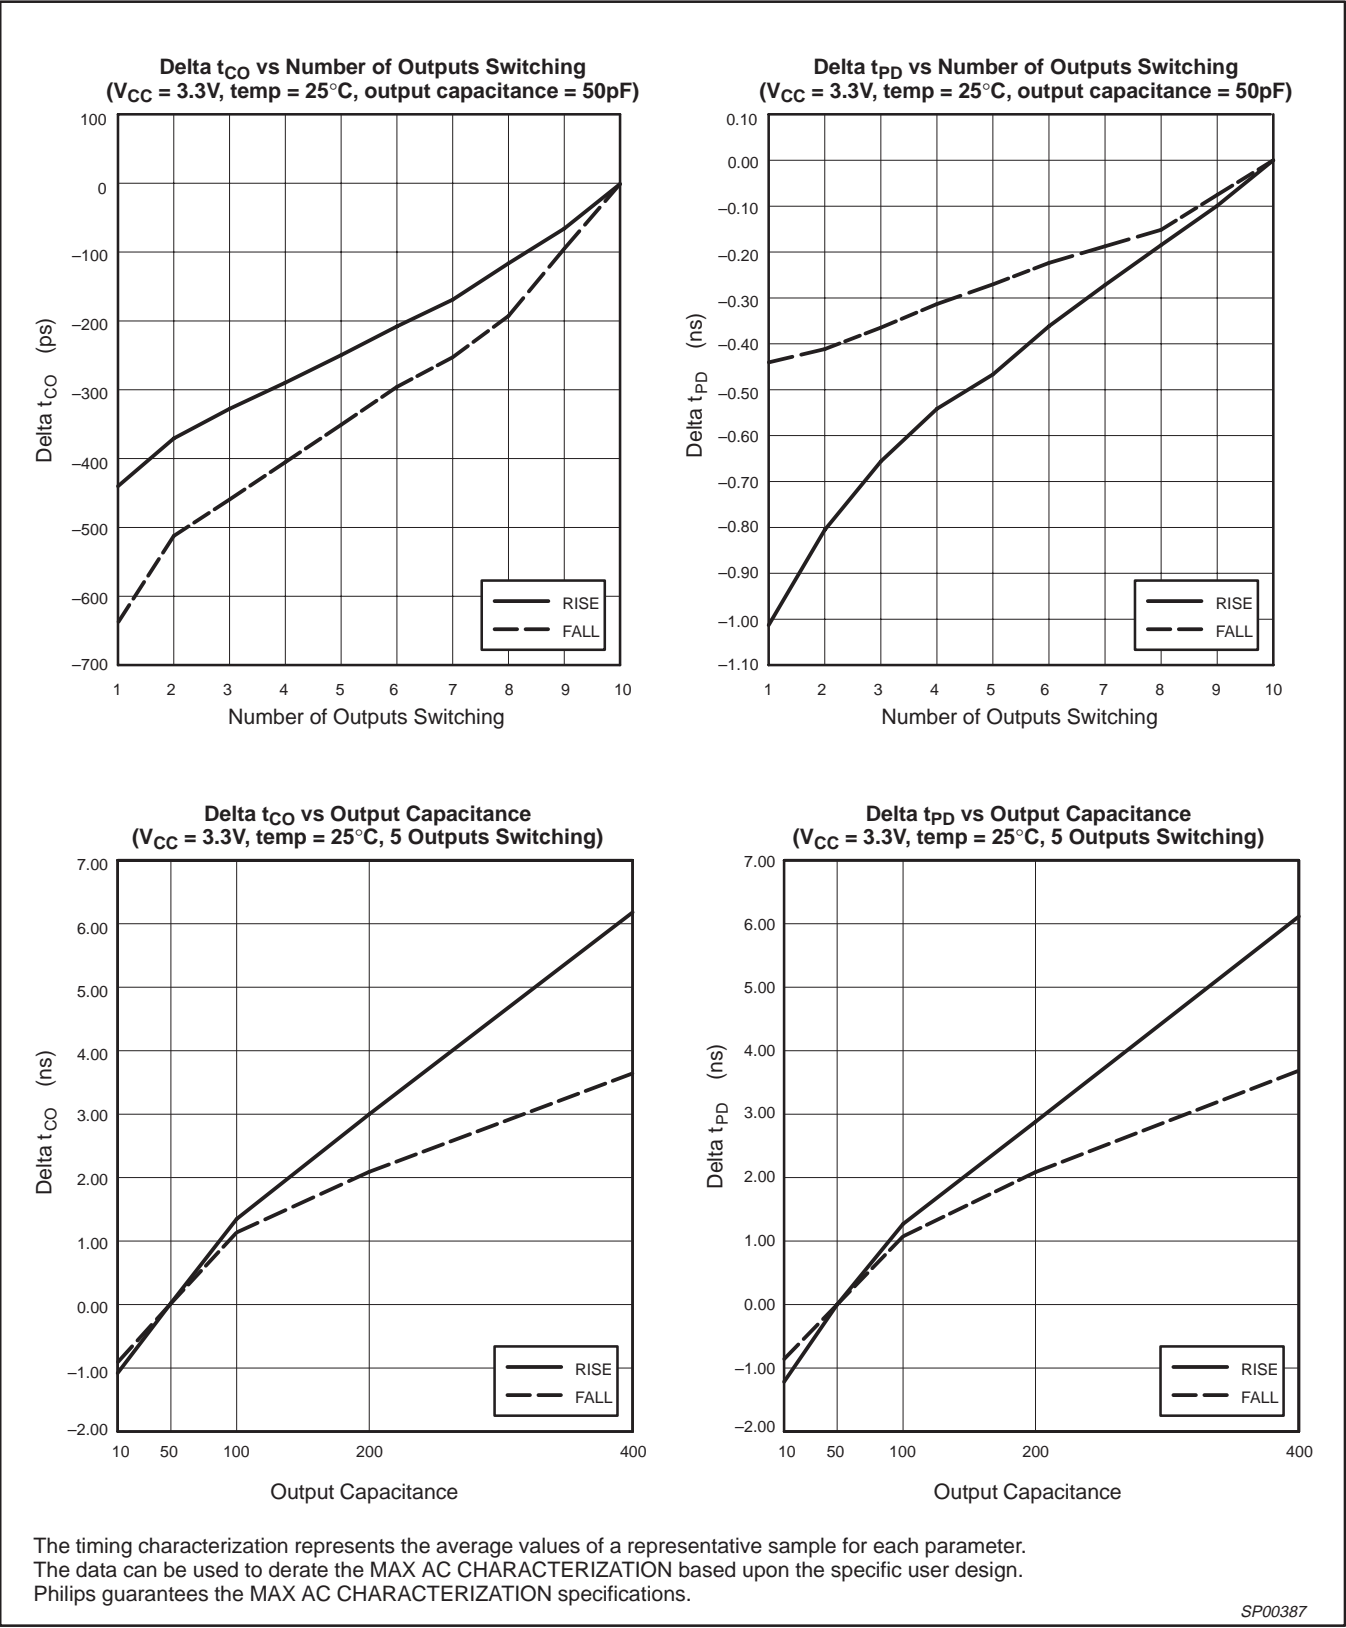 Delta tCO vs Number of Outputs Switching
(VCC = 3.3V, temp = 25°C, output capacitance = 50pF)
100
0
–100
–200
–300
–400
–500
–600
–700
Delta tCO (ps)
RISE
FALL
1 2 3 4 5 6 7 8 9 10
Number of Outputs Switching
Delta tPD vs Number of Outputs Switching
(VCC = 3.3V, temp = 25°C, output capacitance = 50pF)
0.10
0.00
–0.10
–0.20
–0.30
–0.40
–0.50
–0.60
–0.70
–0.80
–0.90
–1.00
–1.10
Delta tPD (ns)
RISE
FALL
1 2 3 4 5 6 7 8 9 10
Number of Outputs Switching
Delta tCO vs Output Capacitance
(VCC = 3.3V, temp = 25°C, 5 Outputs Switching)
7.00
6.00
5.00
4.00
3.00
2.00
1.00
0.00
–1.00
–2.00
Delta tCO (ns)
RISE
FALL
10 50 100 200 400
Output Capacitance
Delta tPD vs Output Capacitance
(VCC = 3.3V, temp = 25°C, 5 Outputs Switching)
7.00
6.00
5.00
4.00
3.00
2.00
1.00
0.00
–1.00
–2.00
Delta tPD (ns)
RISE
FALL
10 50 100 200 400
Output Capacitance
The timing characterization represents the average values of a representative sample for each parameter.
The data can be used to derate the MAX AC CHARACTERIZATION based upon the specific user design.
Philips guarantees the MAX AC CHARACTERIZATION specifications.
SP00387